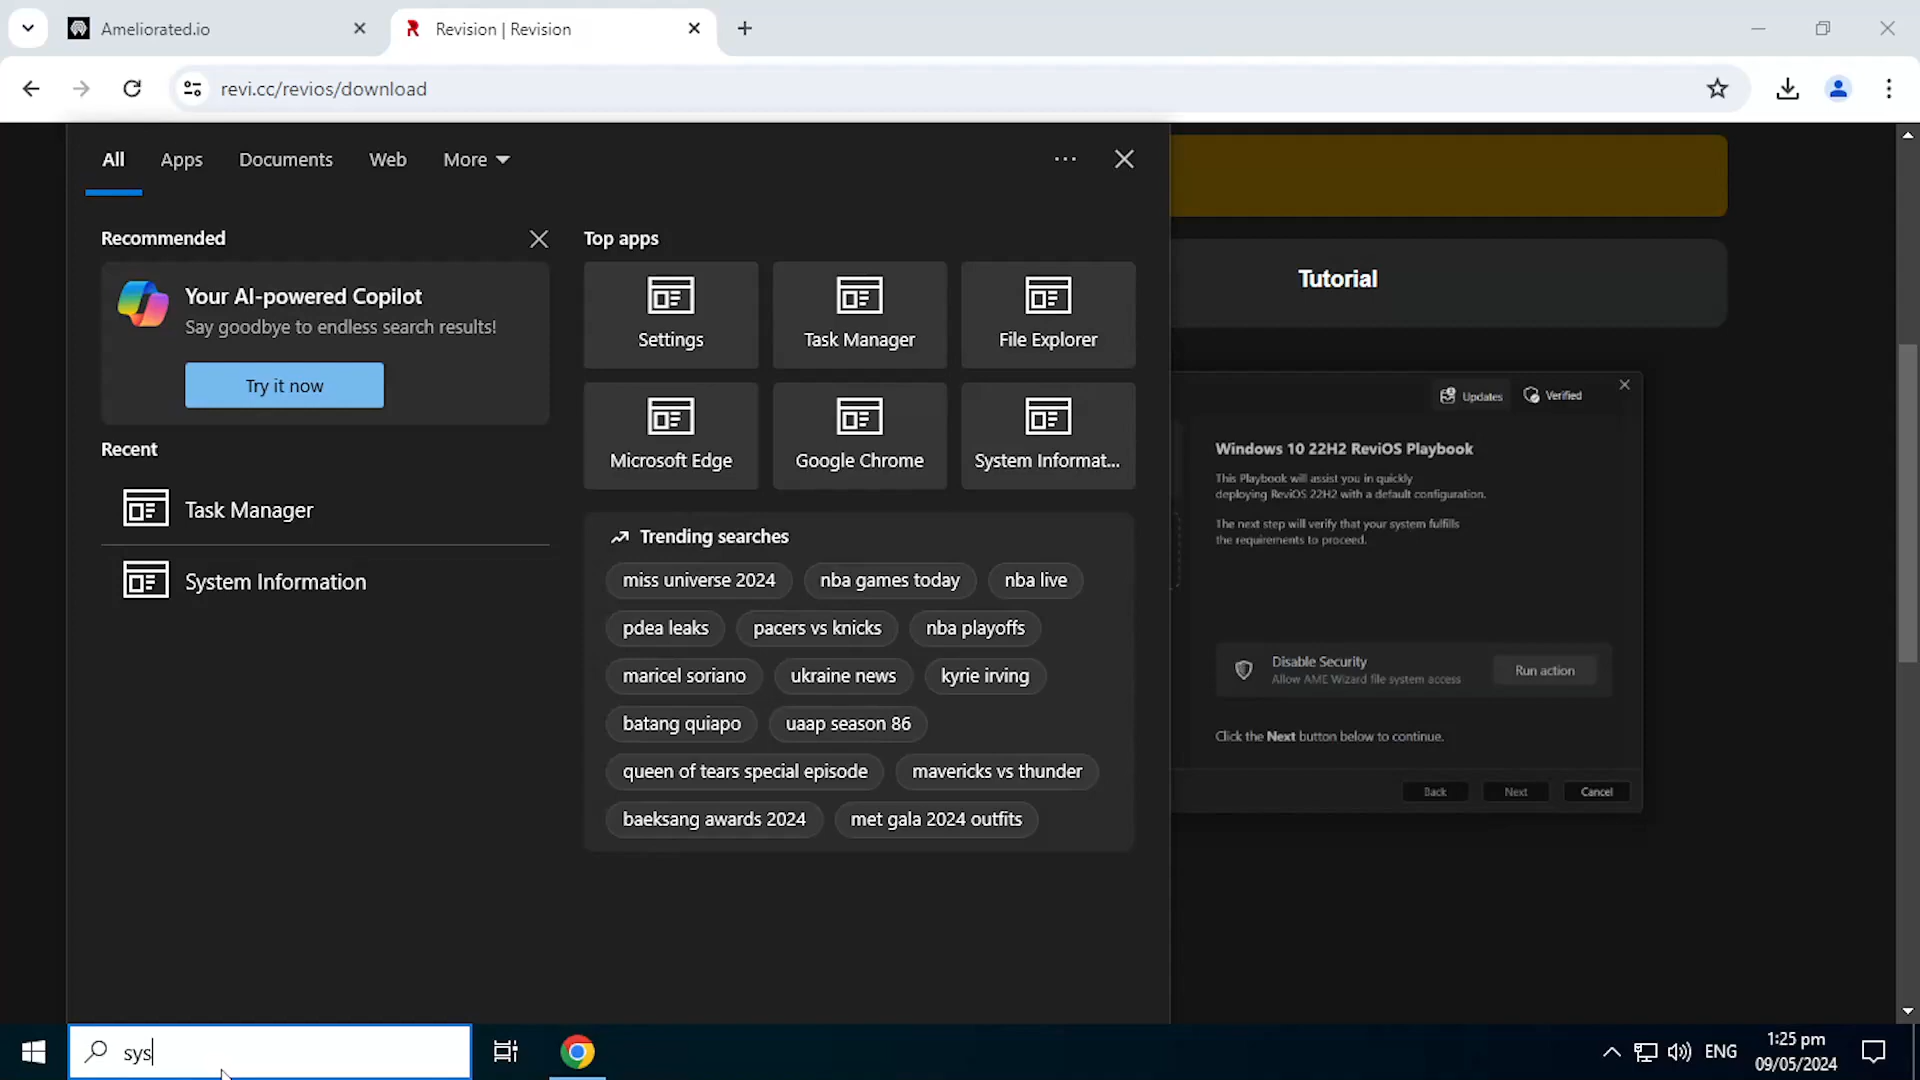 Ameliorated.io
Revision | Revision
revi.cc/revios/download
All
Apps
Documents
Web
More
Recommended
Your AI-powered Copilot
Say goodbye to endless search results!
Try it now
Recent
Task Manager
System Information
Top apps
Settings
Task Manager
File Explorer
Microsoft Edge
Google Chrome
System Informat...
Trending searches
miss universe 2024
nba games today
nba live
pdea leaks
pacers vs knicks
nba playoffs
maricel soriano
ukraine news
kyrie irving
batang quiapo
uaap season 86
queen of tears special episode
mavericks vs thunder
baeksang awards 2024
met gala 2024 outfits
Tutorial
Updates
Verified
Windows 10 22H2 ReviOS Playbook
This Playbook will assist you in quickly
deploying ReviOS 22H2 with a default configuration.
The next step will verify that your system fulfills
the requirements to proceed.
Disable Security
Allow AME Wizard file system access
Run action
Click the Next button below to continue.
Back
Next
Cancel
sys
ENG
1:25 pm
09/05/2024